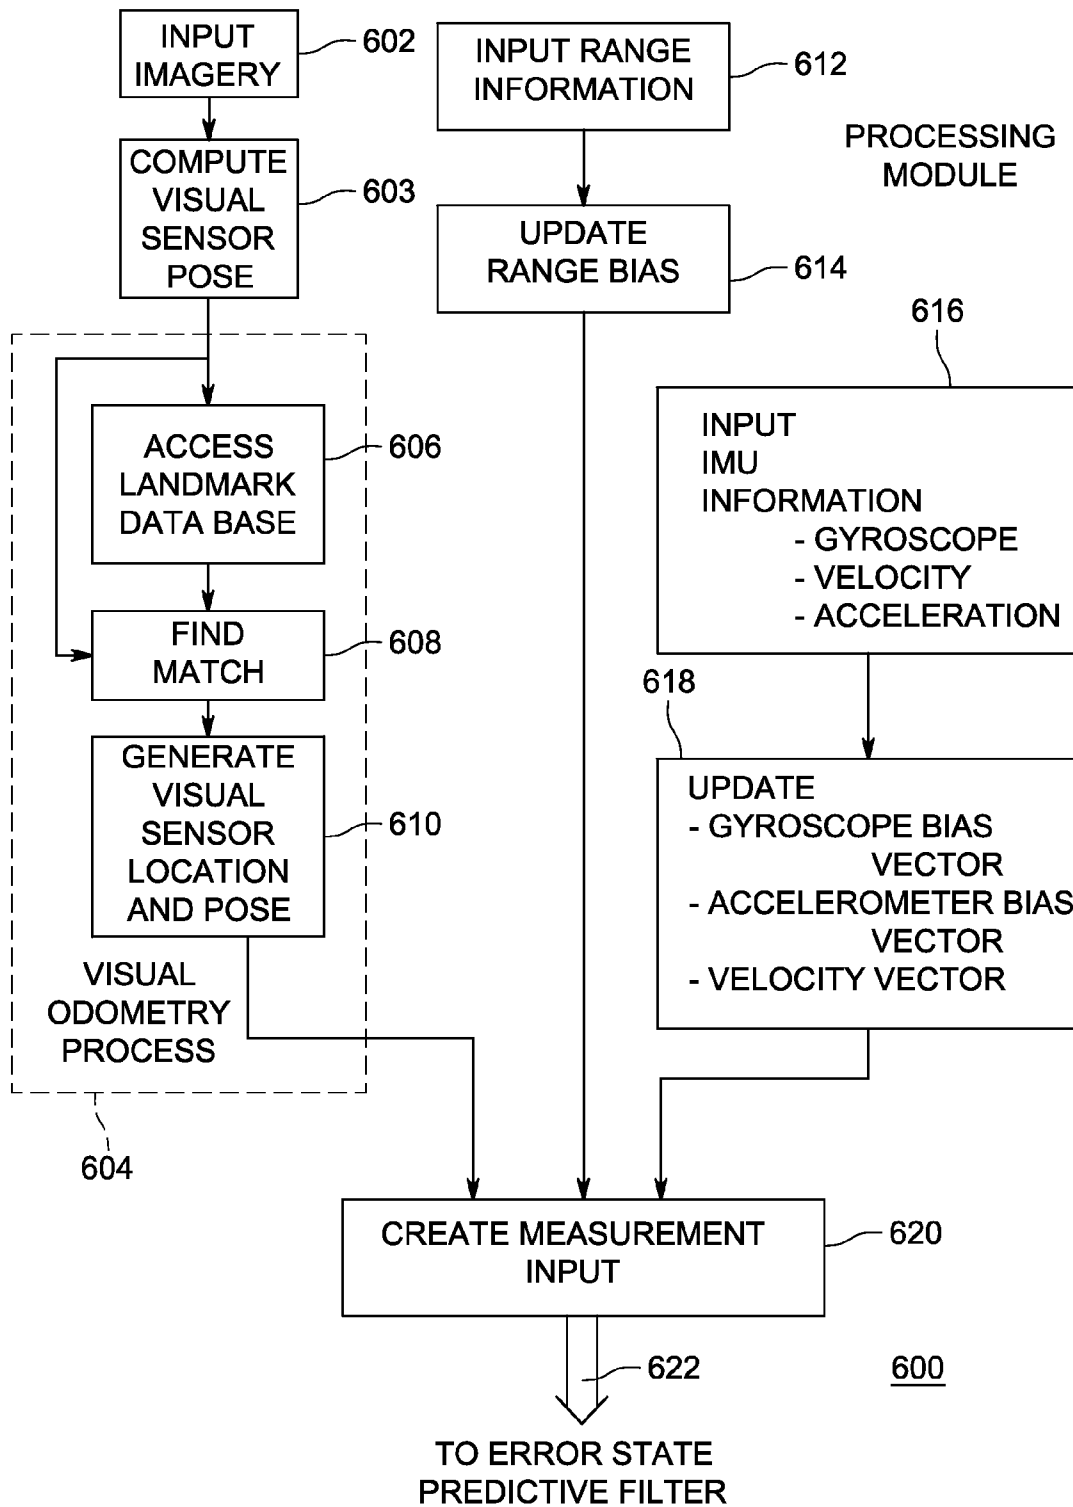 INPUT
IMAGERY
602
COMPUTE
VISUAL
SENSOR
POSE
603
INPUT RANGE
INFORMATION
612
UPDATE
RANGE BIAS
614
PROCESSING
MODULE
ACCESS
LANDMARK
DATA BASE
606
FIND
MATCH
608
GENERATE
VISUAL
SENSOR
LOCATION
AND POSE
610
VISUAL
ODOMETRY
PROCESS
604
616
INPUT
IMU
INFORMATION
- GYROSCOPE
- VELOCITY
- ACCELERATION
618
UPDATE
- GYROSCOPE BIAS
VECTOR
- ACCELEROMETER BIAS
VECTOR
- VELOCITY VECTOR
CREATE MEASUREMENT
INPUT
620
622
600
TO ERROR STATE
PREDICTIVE FILTER